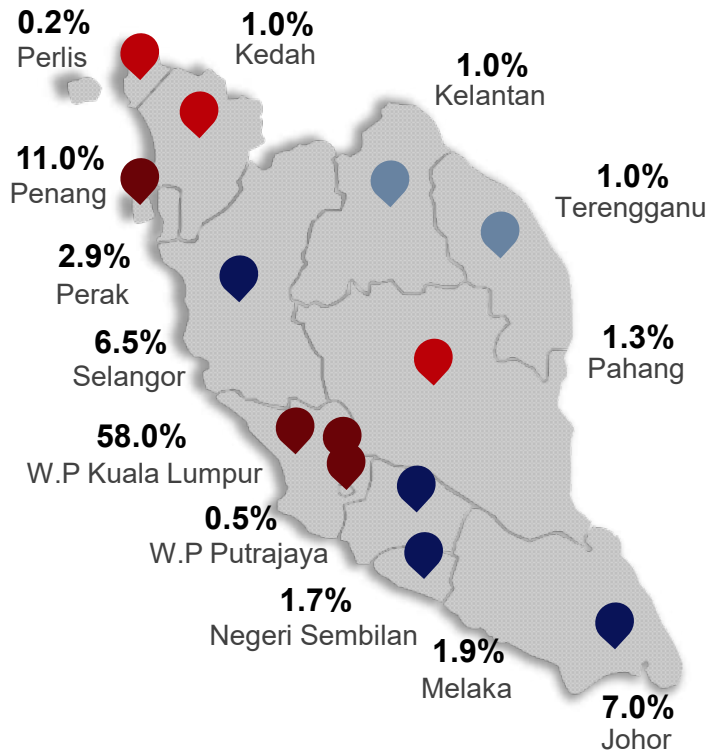 0.2%
Perlis
1.0%
Kedah
1.0%
Kelantan
11.0%
Penang
1.0%
Terengganu
2.9%
Perak
6.5%
Selangor
1.3%
Pahang
58.0%
W.P Kuala Lumpur
0.5%
W.P Putrajaya
1.7%
Negeri Sembilan
1.9%
Melaka
7.0%
Johor